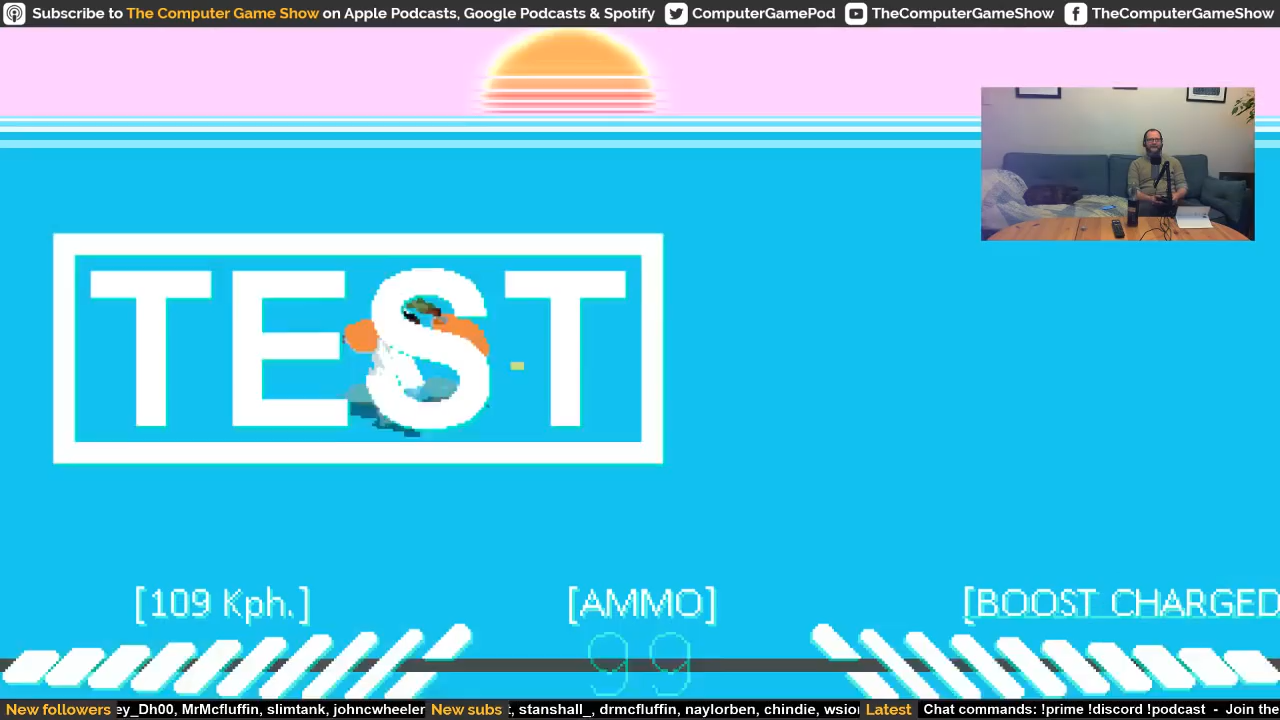 Subscribe to The Computer Game Show on Apple Podcasts, Google Podcasts & Spotify ComputerGamePod TheComputerGameShow TheComputerGameShow
TEST
[109 Kph.] [AMMO] [BOOST CHARGED
99
New followers ey_Dh00, MrMcfluffin, slimtank, johncwheeler New subs t, stanshall_, drmcfluffin, naylorben, chindie, wsio Latest Chat commands: !prime !discord !podcast - Join the